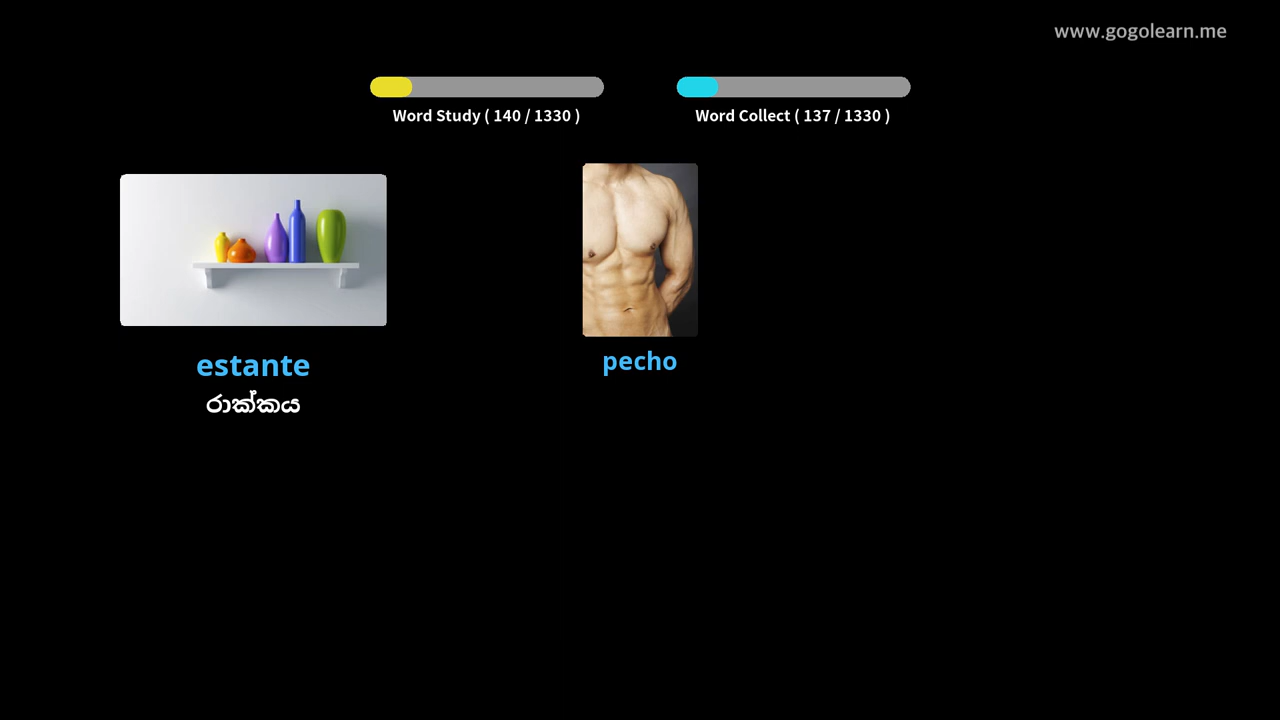 www.gogolearn.me
Word Study ( 140 / 1330 )
Word Collect ( 137 / 1330 )
estante
රාක්කය
pecho